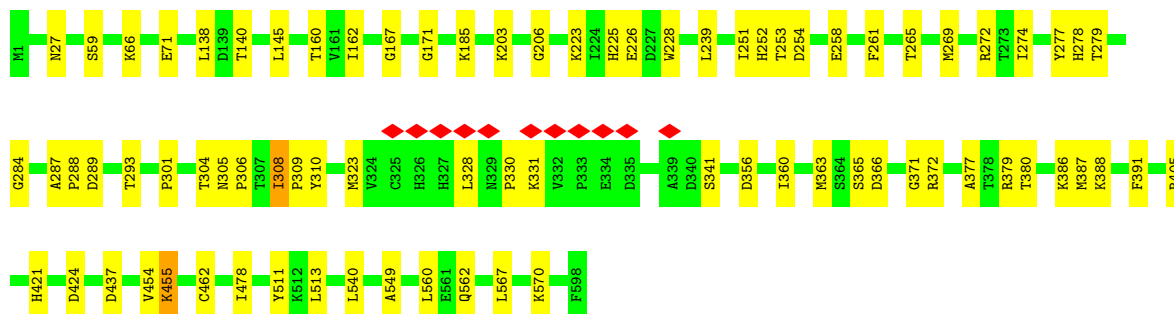 M1 N27 S59 K66 E71 L138 D139 T140 L145 T160 V161 I162 G167 G171 K185 K203 G206 K223 I224 H225 E226 D227 W228 L239 I251 H252 T253 D254 E258 F261 T265 M269 R272 T273 I274 Y277 H278 T279
G284 A287 P288 D289 T293 P301 T304 N305 P306 T307 I308 P309 Y310 M323 V324 C325 H326 H327 L328 N329 P330 K331 V332 P333 E334 D335 A339 D340 S341 D356 I360 M363 S364 S365 D366 G371 R372 A377 T378 R379 T380 K386 M387 K388 F391
H421 D424 D437 V454 K455 C462 I478 Y511 K512 L513 L540 A549 L560 E561 Q562 L567 K570 F598